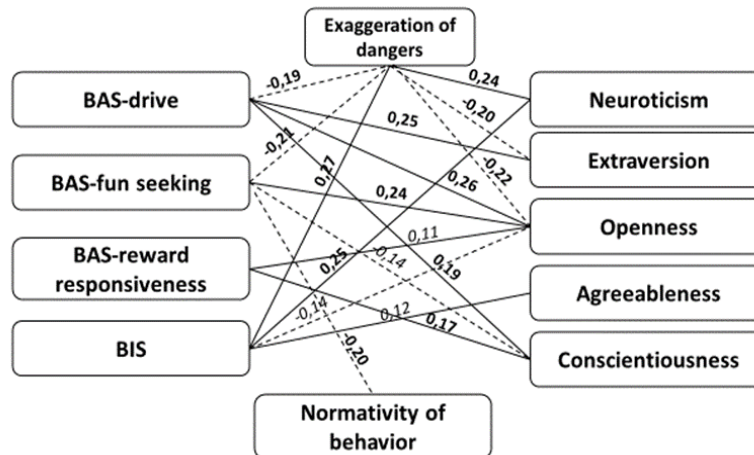 Exaggeration of
dangers
BAS-drive
-0,19
0,24
Neuroticism
-0,20
0,25
-0,21
Extraversion
-0,22
BAS-fun seeking
0,27
0,26
0,24
Openness
0,11
BAS-reward
responsiveness
0,25
-0,14
0,19
Agreeableness
-0,14
0,12
0,17
BIS
-0,20
Conscientiousness
Normativity of
behavior